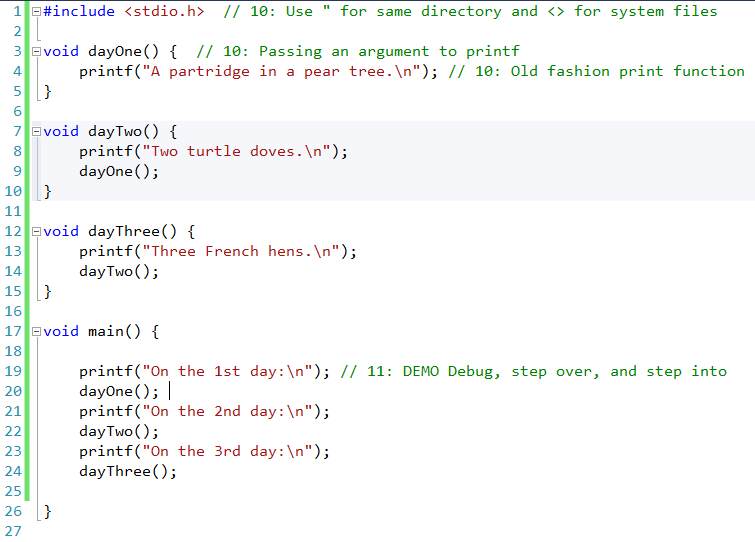 1 #include <stdio.h>  // 10: Use " for same directory and <> for system files
2
3 void dayOne() {  // 10: Passing an argument to printf
4     printf("A partridge in a pear tree.\n"); // 10: Old fashion print function
5 }
6
7 void dayTwo() {
8     printf("Two turtle doves.\n");
9     dayOne();
10 }
11
12 void dayThree() {
13     printf("Three French hens.\n");
14     dayTwo();
15 }
16
17 void main() {
18
19     printf("On the 1st day:\n"); // 11: DEMO Debug, step over, and step into
20     dayOne();
21     printf("On the 2nd day:\n");
22     dayTwo();
23     printf("On the 3rd day:\n");
24     dayThree();
25
26 }
27